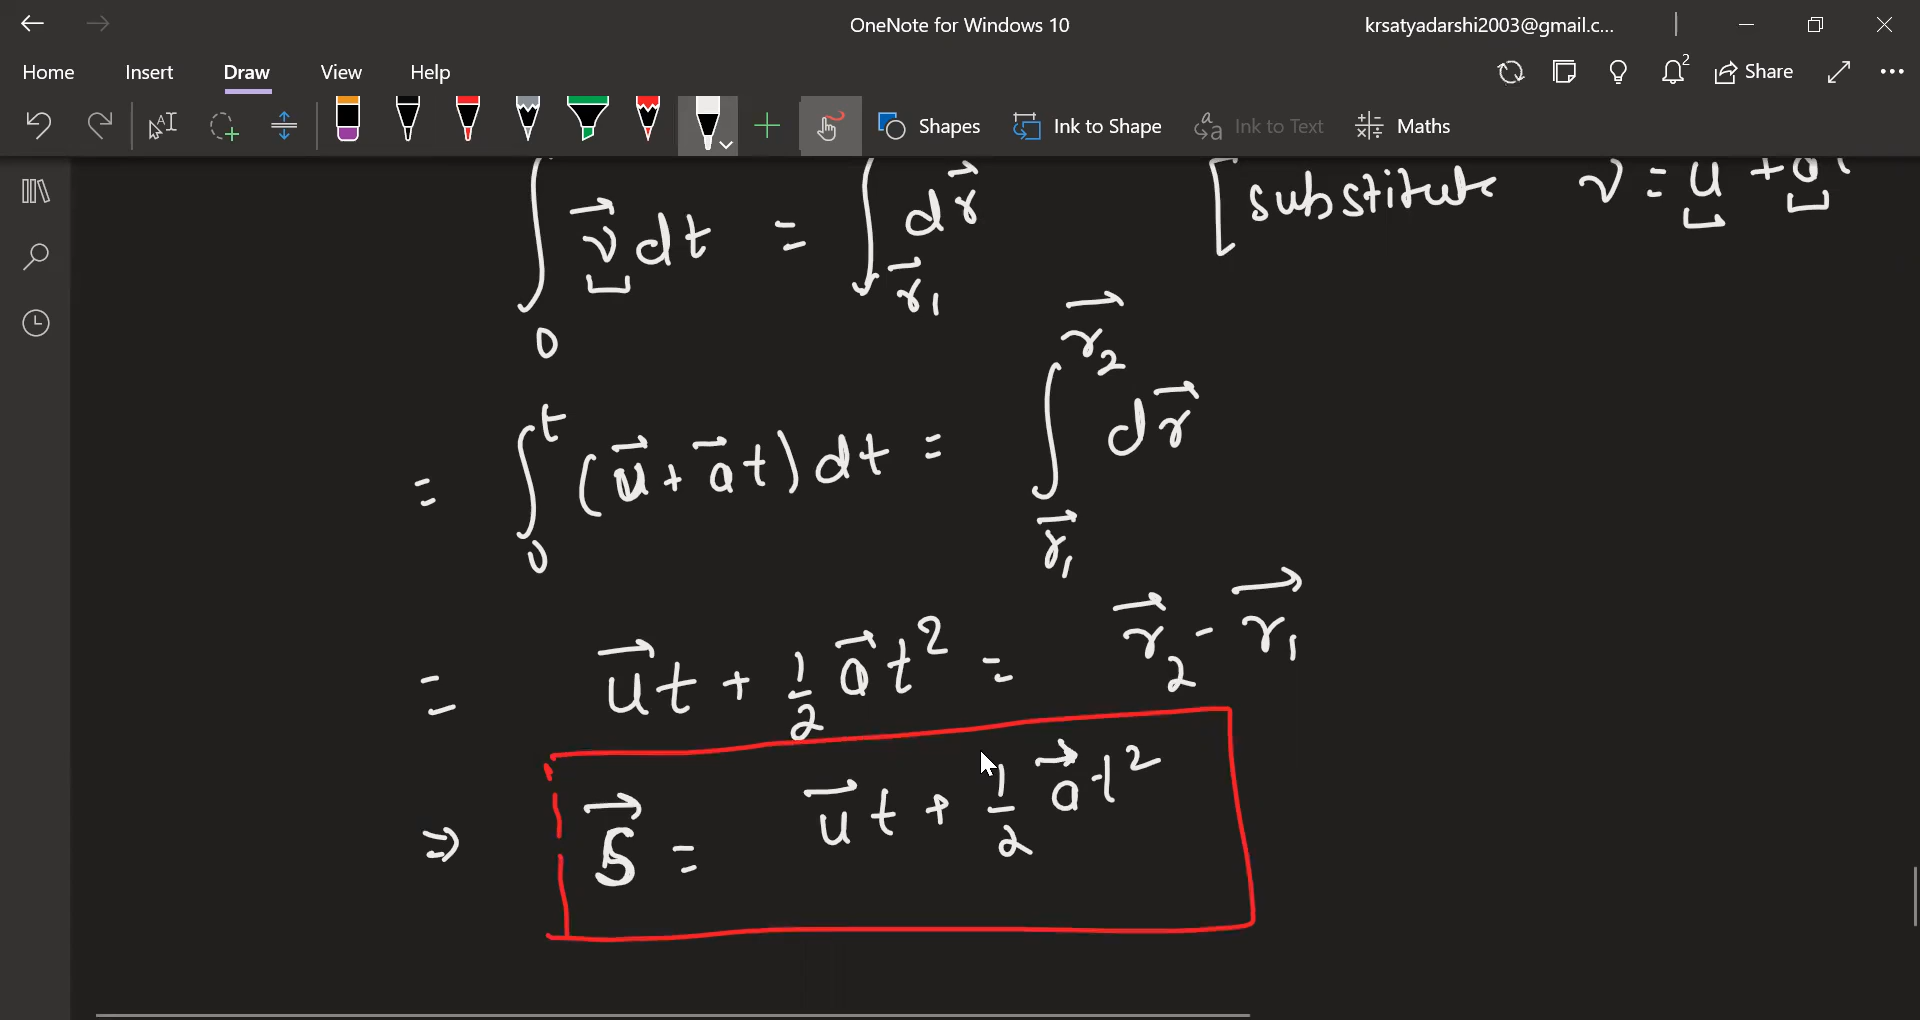 OneNote for Windows 10
krsatyadarshi2003@gmail.c...
Home Insert Draw View Help
2 Share
Shapes Ink to Shape Ink to Text Maths
∫₀ v⃗ dt = ∫_{r⃗₁} dr⃗ [substitute v = u + at
= ∫₀ᵗ (u⃗ + a⃗t) dt = ∫_{r⃗₁}^{r⃗₂} dr⃗
= u⃗t + 1/2 a⃗t² = r⃗₂ - r⃗₁
⇒ S⃗ = u⃗t + 1/2 a⃗t²